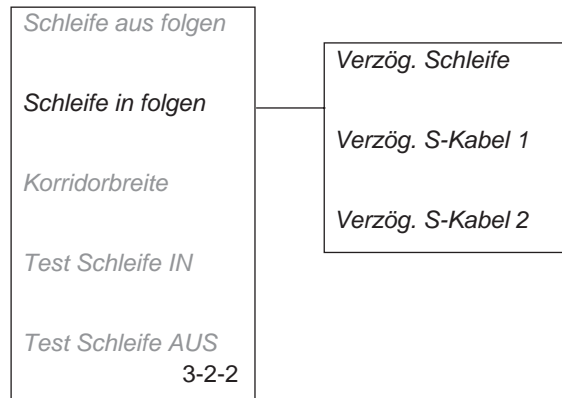 Schleife aus folgen
Schleife in folgen
Korridorbreite
Test Schleife IN
Test Schleife AUS
3-2-2
Verzög. Schleife
Verzög. S-Kabel 1
Verzög. S-Kabel 2